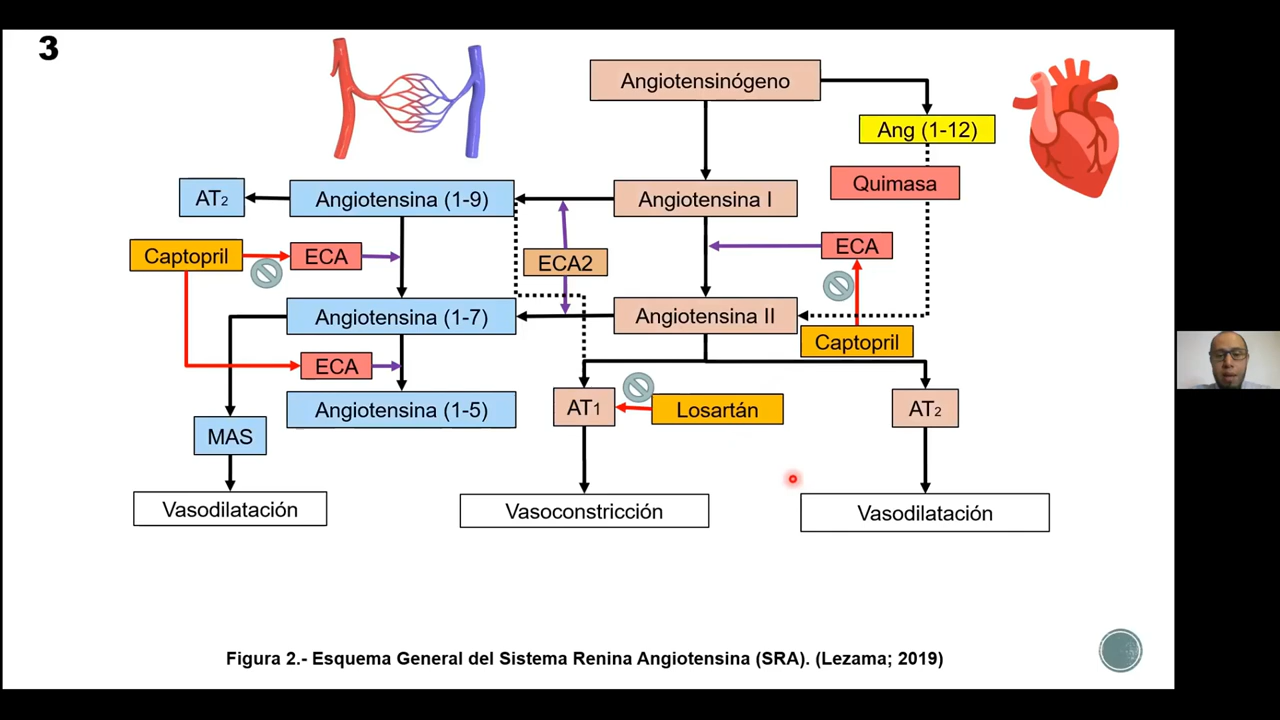 3
Angiotensinógeno
Ang (1-12)
Quimasa
AT2
Angiotensina (1-9)
Angiotensina I
Captopril
ECA
ECA2
ECA
Angiotensina (1-7)
Angiotensina II
Captopril
ECA
Angiotensina (1-5)
AT1
Losartán
AT2
MAS
Vasodilatación
Vasoconstricción
Vasodilatación
Figura 2.- Esquema General del Sistema Renina Angiotensina (SRA). (Lezama; 2019)